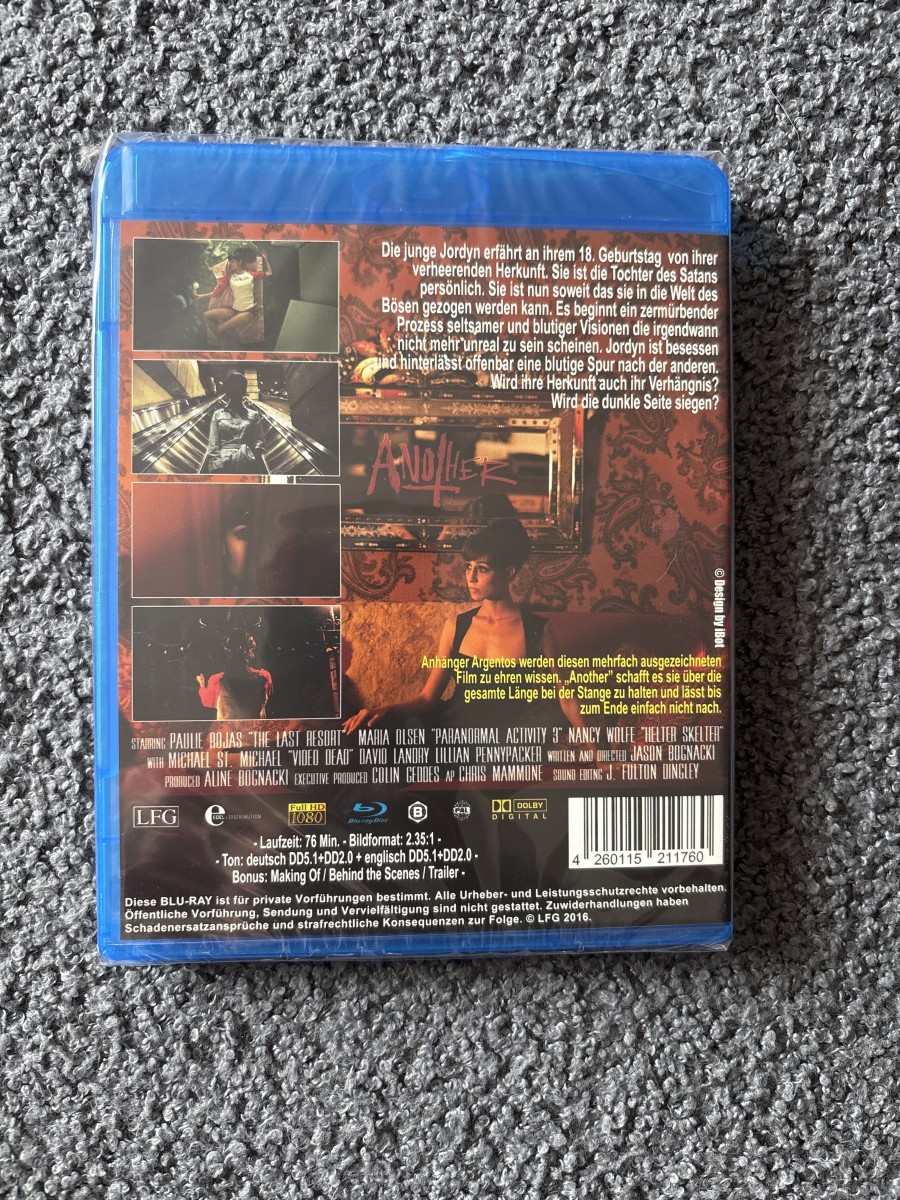 Die junge Jordyn erfährt an ihrem 18. Geburtstag von ihrer
verheerenden Herkunft. Sie ist die Tochter des Satans
persönlich. Sie ist nun soweit das sie in die Welt des
Bösen gezogen werden kann. Es beginnt ein zermürbender
Prozess seltsamer und blutiger Visionen die irgendwann
nicht mehr unreal zu sein scheinen. Jordyn ist besessen
und hinterlässt offenbar eine blutige Spur nach der anderen.
Wird ihre Herkunft auch ihr Verhängnis?
Wird die dunkle Seite siegen?
ANOTHER
© Design by iBot
Anhänger Argentos werden diesen mehrfach ausgezeichneten
Film zu ehren wissen. „Another" schafft es sie über die
gesamte Länge bei der Stange zu halten und lässt bis
zum Ende einfach nicht nach.
STARRING PAULIE ROJAS "THE LAST RESORT" MARIA OLSEN "PARANORMAL ACTIVITY 3" NANCY WOLFE "HELTER SKELTER"
WITH MICHAEL ST. MICHAEL "VIDEO DEAD" DAVID LANDRY LILLIAN PENNYPACKER WRITTEN AND DIRECTED JASON BOGNACKI
PRODUCED ALINE BOGNACKI EXECUTIVE PRODUCED COLIN GEDDES AP CHRIS MAMMONE SOUND EDITING J. FULTON DINGLEY
LFG
e
EDEL:DISTRIBUTION
Full HD
1080
Blu-ray Disc
B
PAL
DOLBY
DIGITAL
4 260115 211760
- Laufzeit: 76 Min. - Bildformat: 2.35:1 -
- Ton: deutsch DD5.1+DD2.0 + englisch DD5.1+DD2.0 -
Bonus: Making Of / Behind the Scenes / Trailer -
Diese BLU-RAY ist für private Vorführungen bestimmt. Alle Urheber- und Leistungsschutzrechte vorbehalten.
Öffentliche Vorführung, Sendung und Vervielfältigung sind nicht gestattet. Zuwiderhandlungen haben
Schadenersatzansprüche und strafrechtliche Konsequenzen zur Folge. © LFG 2016.